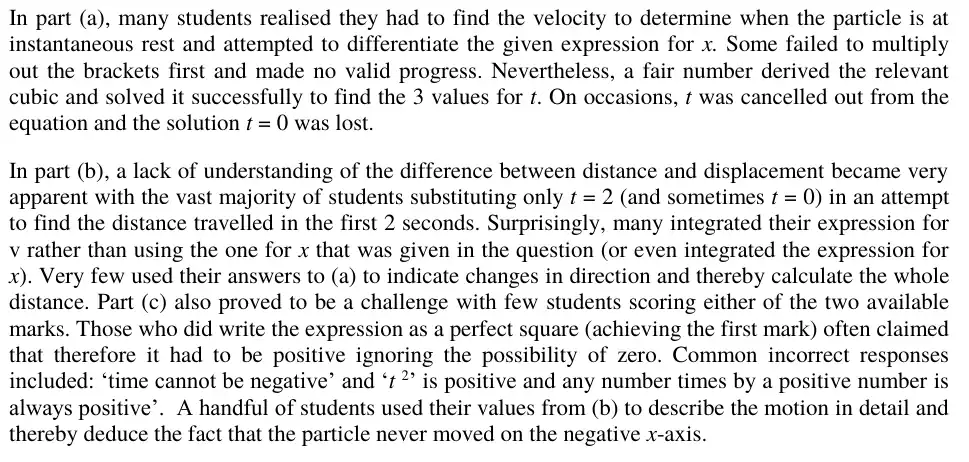 In part (a), many students realised they had to find the velocity to determine when the particle is at
instantaneous rest and attempted to differentiate the given expression for x. Some failed to multiply
out the brackets first and made no valid progress. Nevertheless, a fair number derived the relevant
cubic and solved it successfully to find the 3 values for t. On occasions, t was cancelled out from the
equation and the solution t = 0 was lost.
In part (b), a lack of understanding of the difference between distance and displacement became very
apparent with the vast majority of students substituting only t = 2 (and sometimes t = 0) in an attempt
to find the distance travelled in the first 2 seconds. Surprisingly, many integrated their expression for
v rather than using the one for x that was given in the question (or even integrated the expression for
x). Very few used their answers to (a) to indicate changes in direction and thereby calculate the whole
distance. Part (c) also proved to be a challenge with few students scoring either of the two available
marks. Those who did write the expression as a perfect square (achieving the first mark) often claimed
that therefore it had to be positive ignoring the possibility of zero. Common incorrect responses
included: ‘time cannot be negative’ and ‘t ²’ is positive and any number times by a positive number is
always positive’. A handful of students used their values from (b) to describe the motion in detail and
thereby deduce the fact that the particle never moved on the negative x-axis.